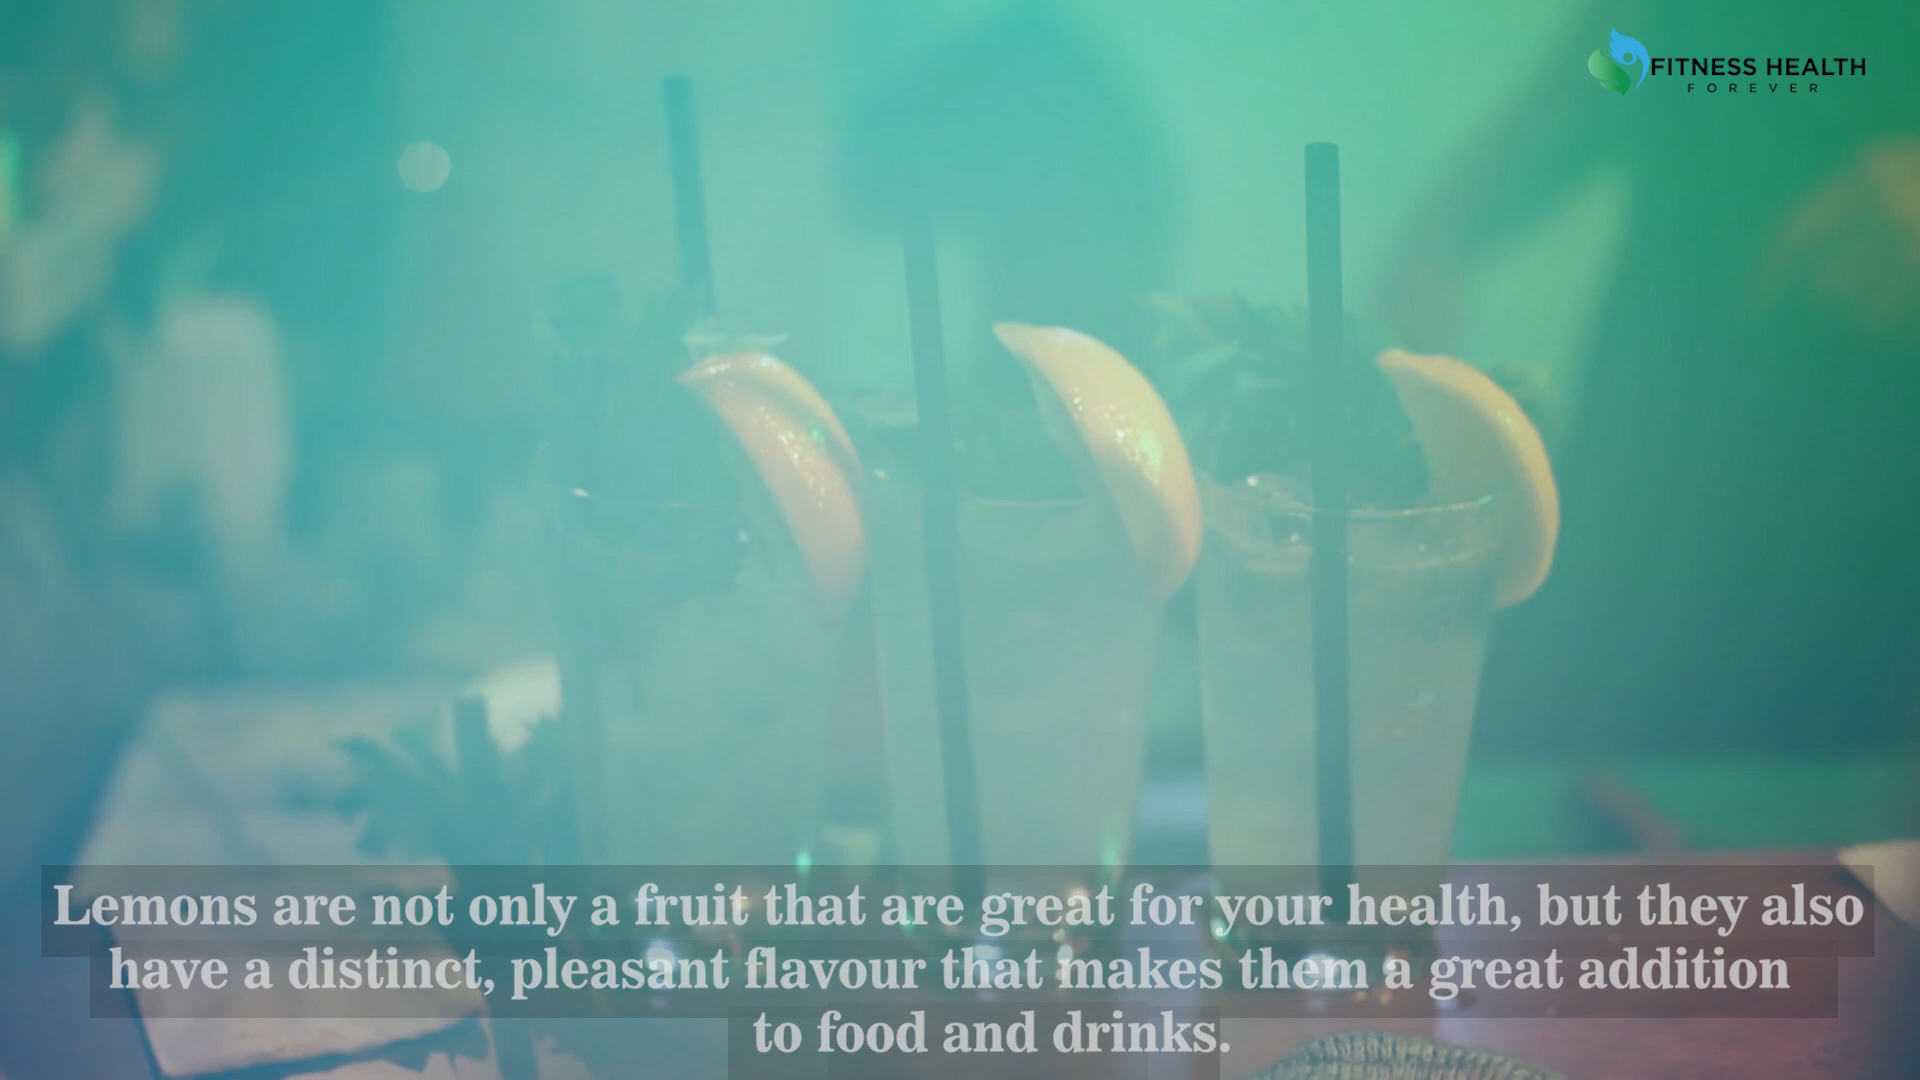 FITNESS HEALTH
FOREVER
Lemons are not only a fruit that are great for your health, but they also
have a distinct, pleasant flavour that makes them a great addition
to food and drinks.